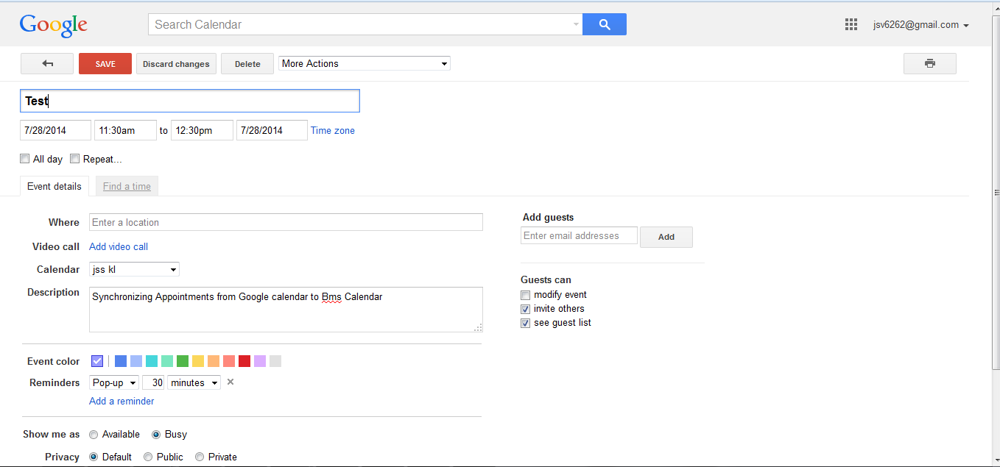 Google Search Calendar jsv6262@gmail.com
SAVE Discard changes Delete More Actions
Test
7/28/2014 11:30am to 12:30pm 7/28/2014 Time zone
All day Repeat...
Event details Find a time
Where Enter a location
Video call Add video call
Calendar jss kl
Description Synchronizing Appointments from Google calendar to Bms Calendar
Add guests
Enter email addresses Add
Guests can
modify event
invite others
see guest list
Event color
Reminders Pop-up 30 minutes
Add a reminder
Show me as Available Busy
Privacy Default Public Private